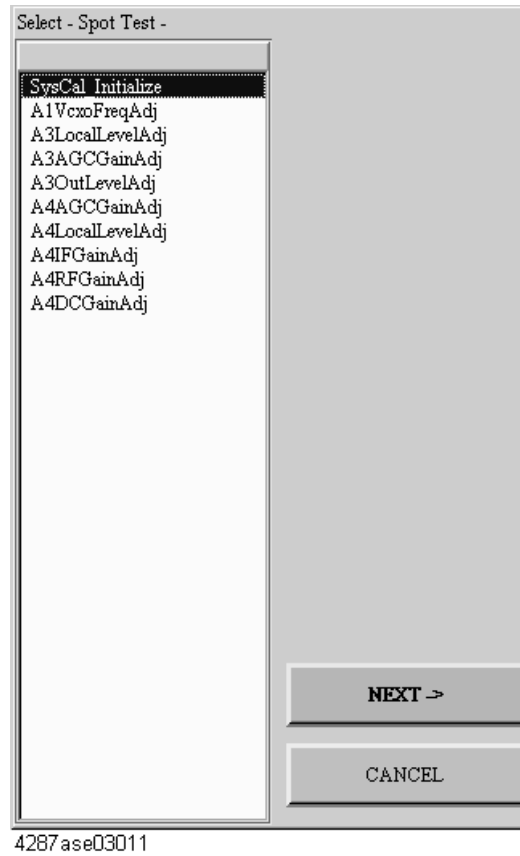 Select - Spot Test -
SysCal Initialize
A1VcxoFreqAdj
A3LocalLevelAdj
A3AGCGainAdj
A3OutLevelAdj
A4AGCGainAdj
A4LocalLevelAdj
A4IFGainAdj
A4RFGainAdj
A4DCGainAdj
NEXT ->
CANCEL
4287ase03011